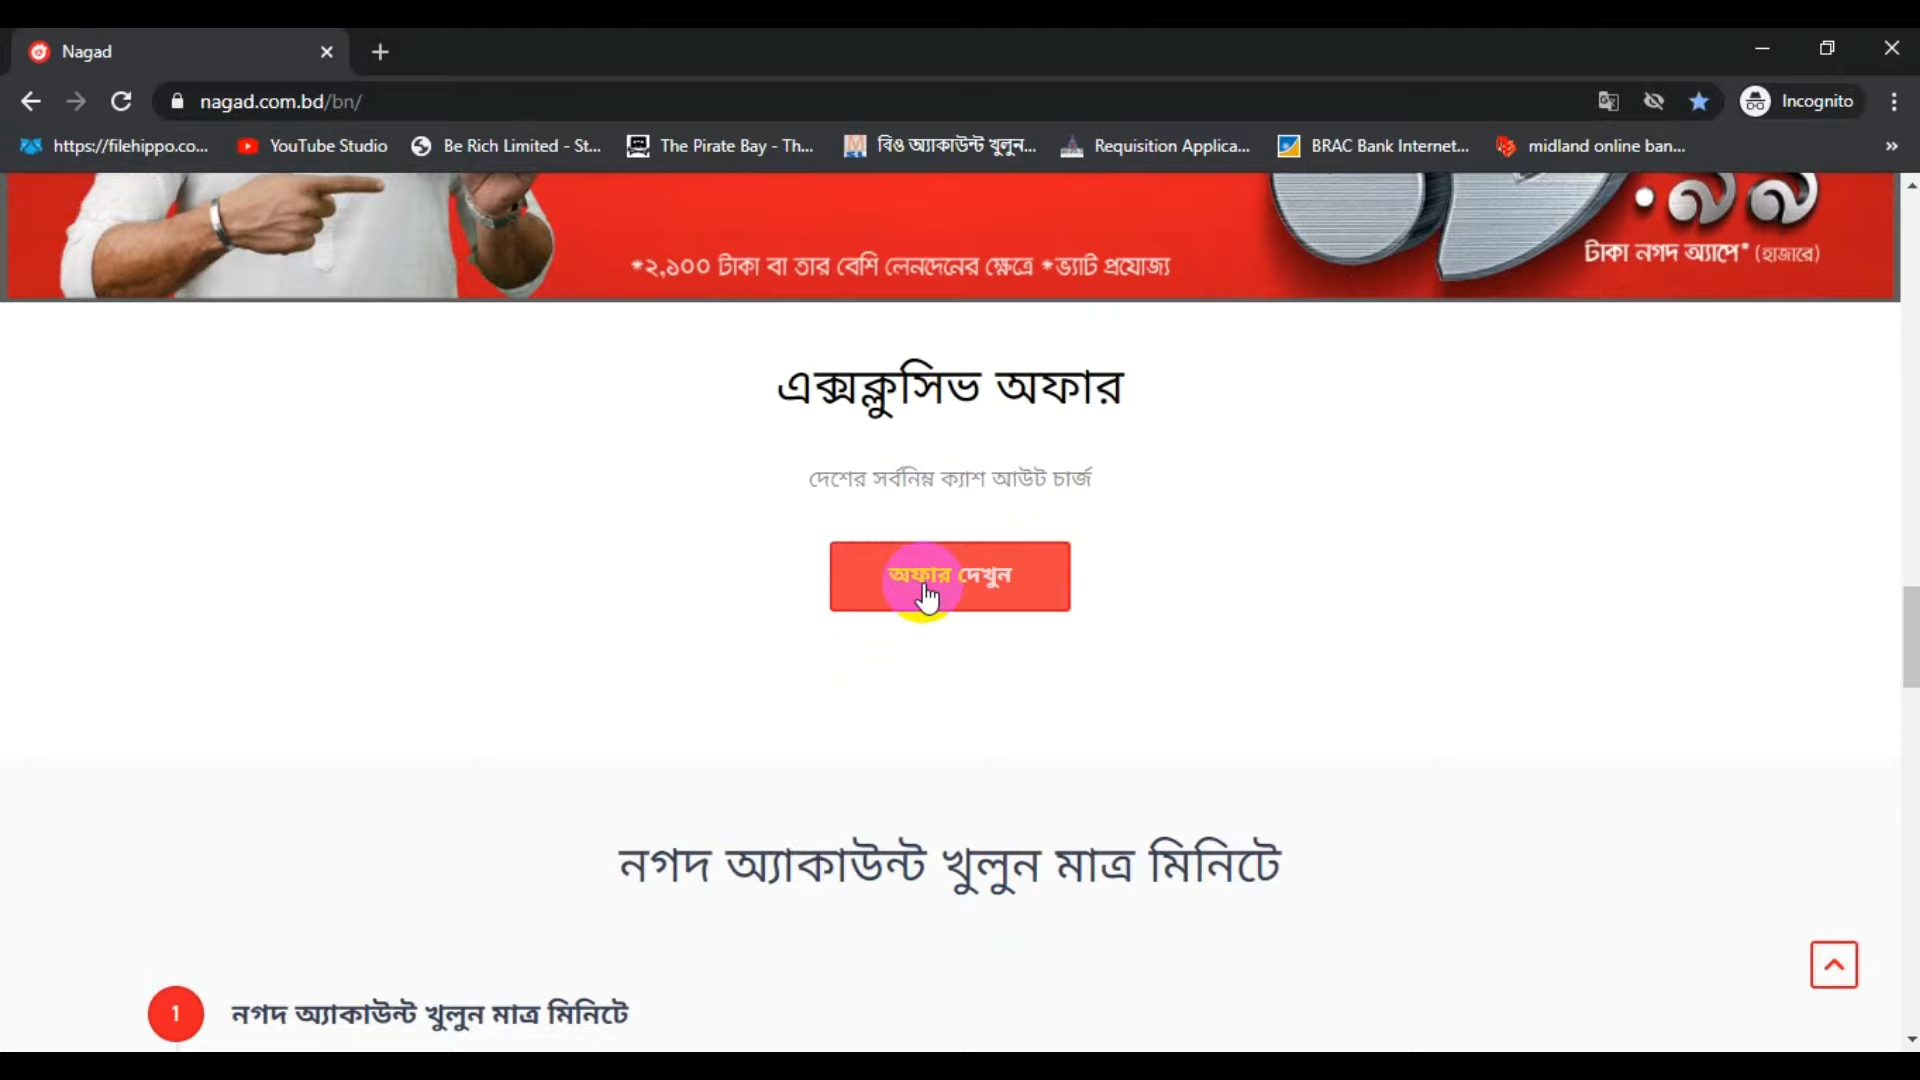 Nagad
nagad.com.bd/bn/
Incognito
https://filehippo.co...
YouTube Studio
Be Rich Limited - St...
The Pirate Bay - Th...
বিও অ্যাকাউন্ট খুলুন...
Requisition Applica...
BRAC Bank Internet...
midland online ban...
»
.৯৯
*২,১০০ টাকা বা তার বেশি লেনদেনের ক্ষেত্রে *ভ্যাট প্রযোজ্য
টাকা নগদ অ্যাপে* (হাজারে)
এক্সক্লুসিভ অফার
দেশের সর্বনিম্ন ক্যাশ আউট চার্জ
অফার দেখুন
নগদ অ্যাকাউন্ট খুলুন মাত্র মিনিটে
1
নগদ অ্যাকাউন্ট খুলুন মাত্র মিনিটে